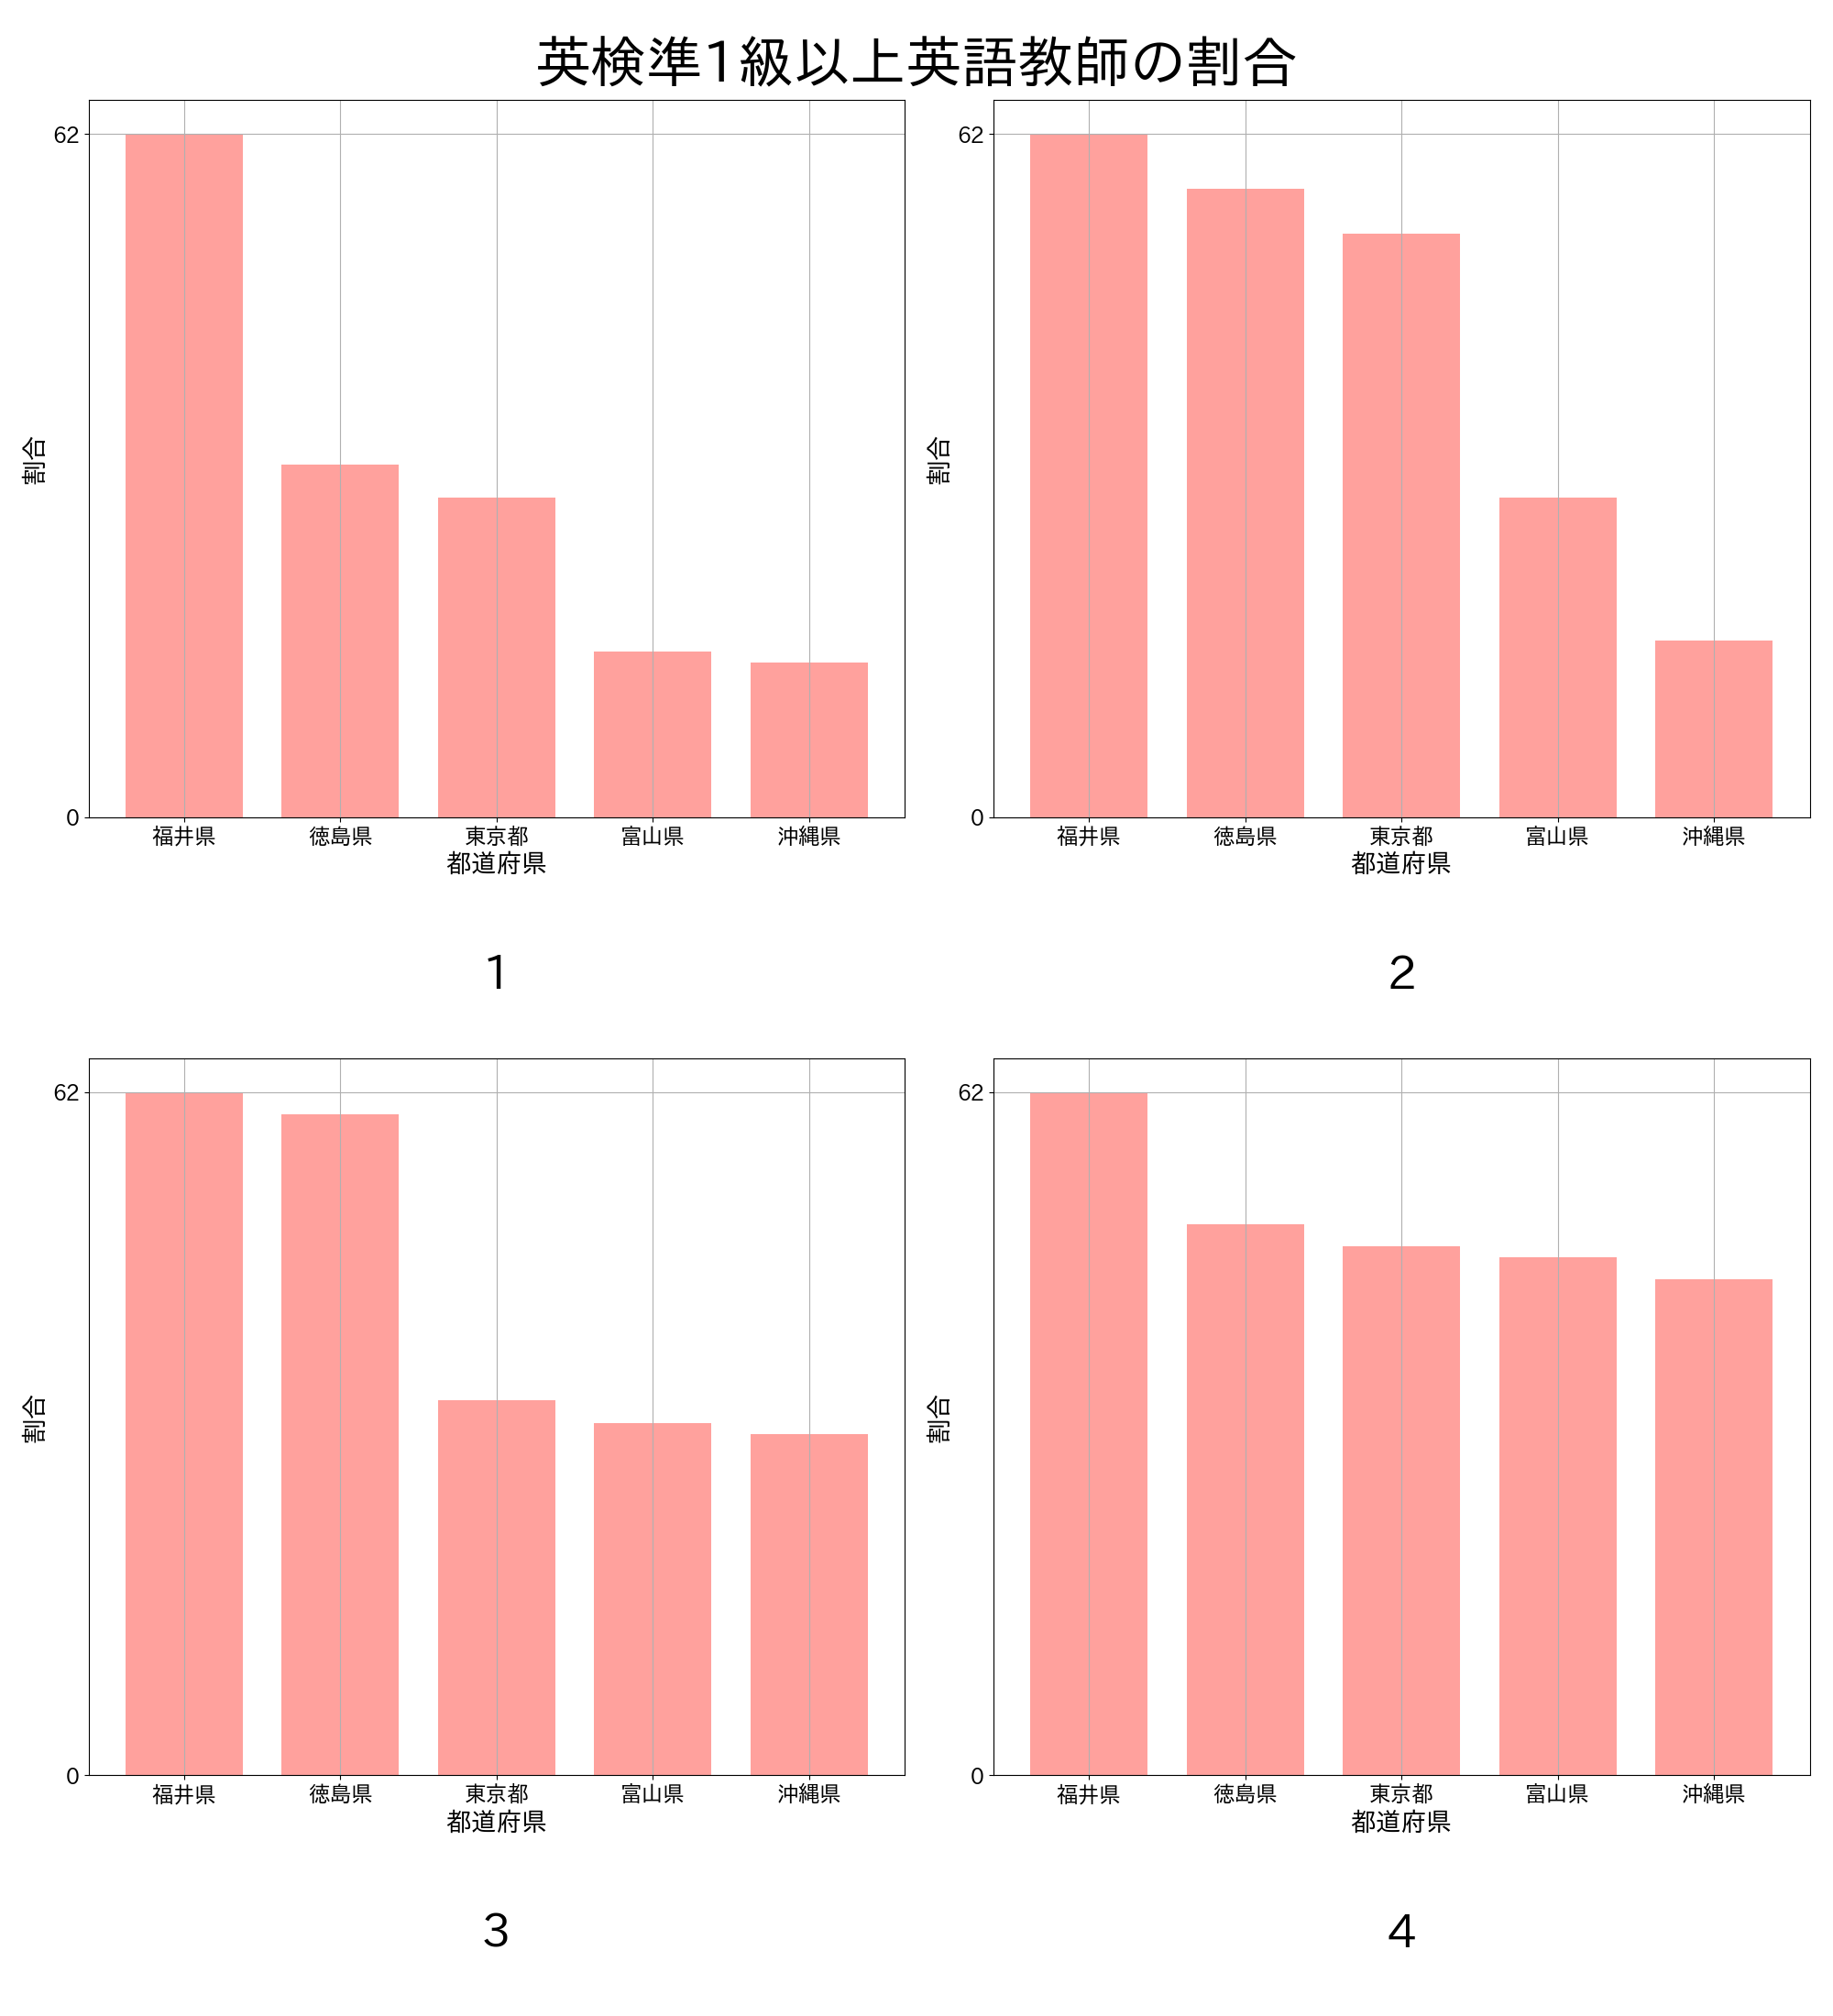 英検準1級以上英語教師の割合
62
0
割合
福井県 徳島県 東京都 富山県 沖縄県
都道府県
1
62
0
割合
福井県 徳島県 東京都 富山県 沖縄県
都道府県
2
62
0
割合
福井県 徳島県 東京都 富山県 沖縄県
都道府県
3
62
0
割合
福井県 徳島県 東京都 富山県 沖縄県
都道府県
4